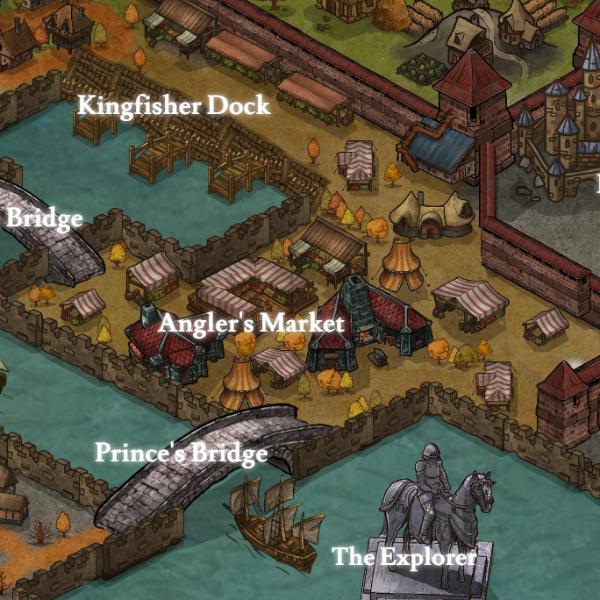 Kingfisher Dock
Bridge
Angler's Market
Prince's Bridge
The Explorer